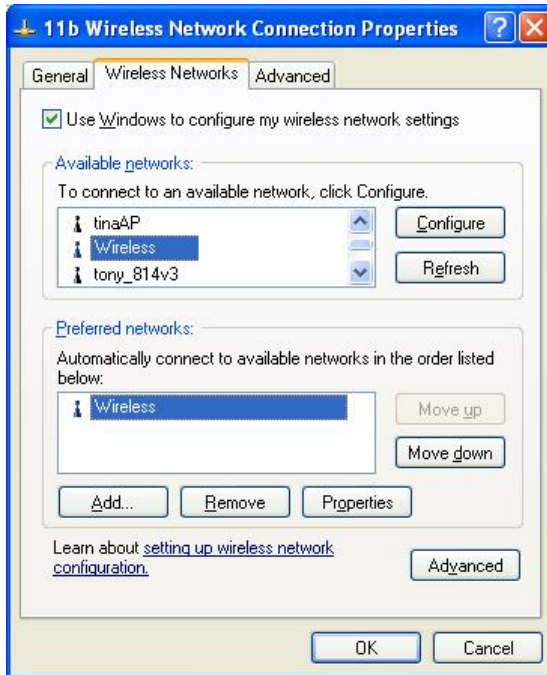 11b Wireless Network Connection Properties
General Wireless Networks Advanced
Use Windows to configure my wireless network settings
Available networks:
To connect to an available network, click Configure.
tinaAP
Configure
Wireless
tony_814v3
Refresh
Preferred networks:
Automatically connect to available networks in the order listed
below:
Wireless
Move up
Move down
Add... Remove Properties
Learn about setting up wireless network
configuration.
Advanced
OK Cancel